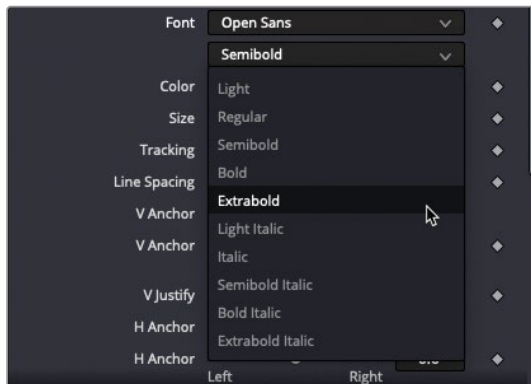 Font Open Sans
Semibold
Color Light
Size Regular
Tracking Semibold
Bold
Line Spacing
Extrabold
V Anchor
Light Italic
V Anchor
Italic
V Justify Semibold Italic
H Anchor Bold Italic
Extrabold Italic
H Anchor
Left Right